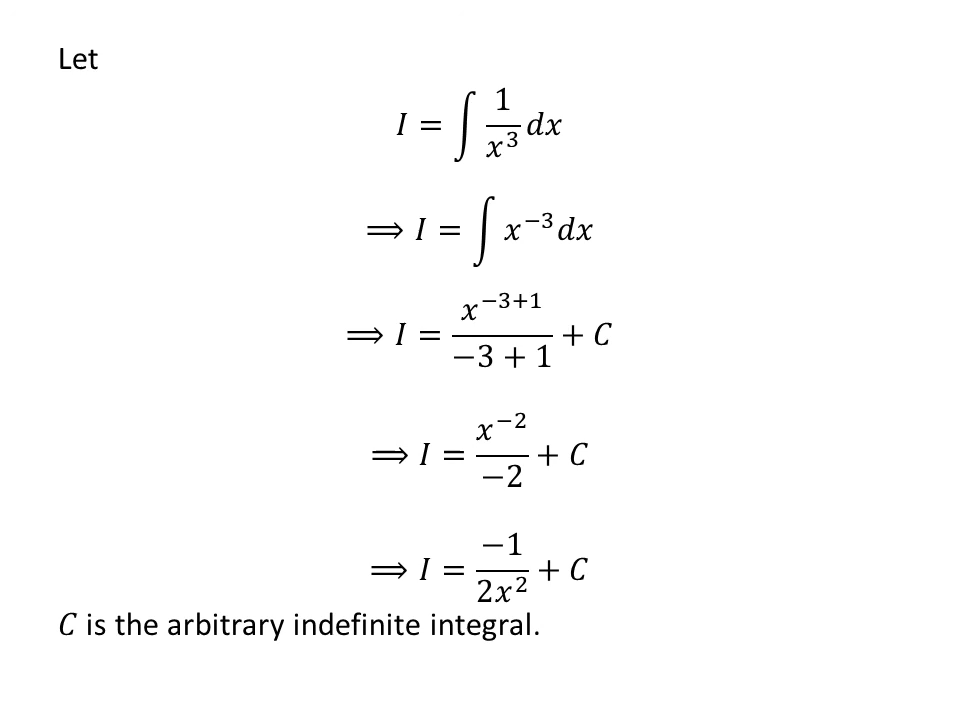 Let
𝐼 = ∫ 1/𝑥³ 𝑑𝑥
⟹ 𝐼 = ∫ 𝑥⁻³ 𝑑𝑥
⟹ 𝐼 = 𝑥⁻³⁺¹/(−3 + 1) + 𝐶
⟹ 𝐼 = 𝑥⁻²/−2 + 𝐶
⟹ 𝐼 = −1/2𝑥² + 𝐶
𝐶 is the arbitrary indefinite integral.